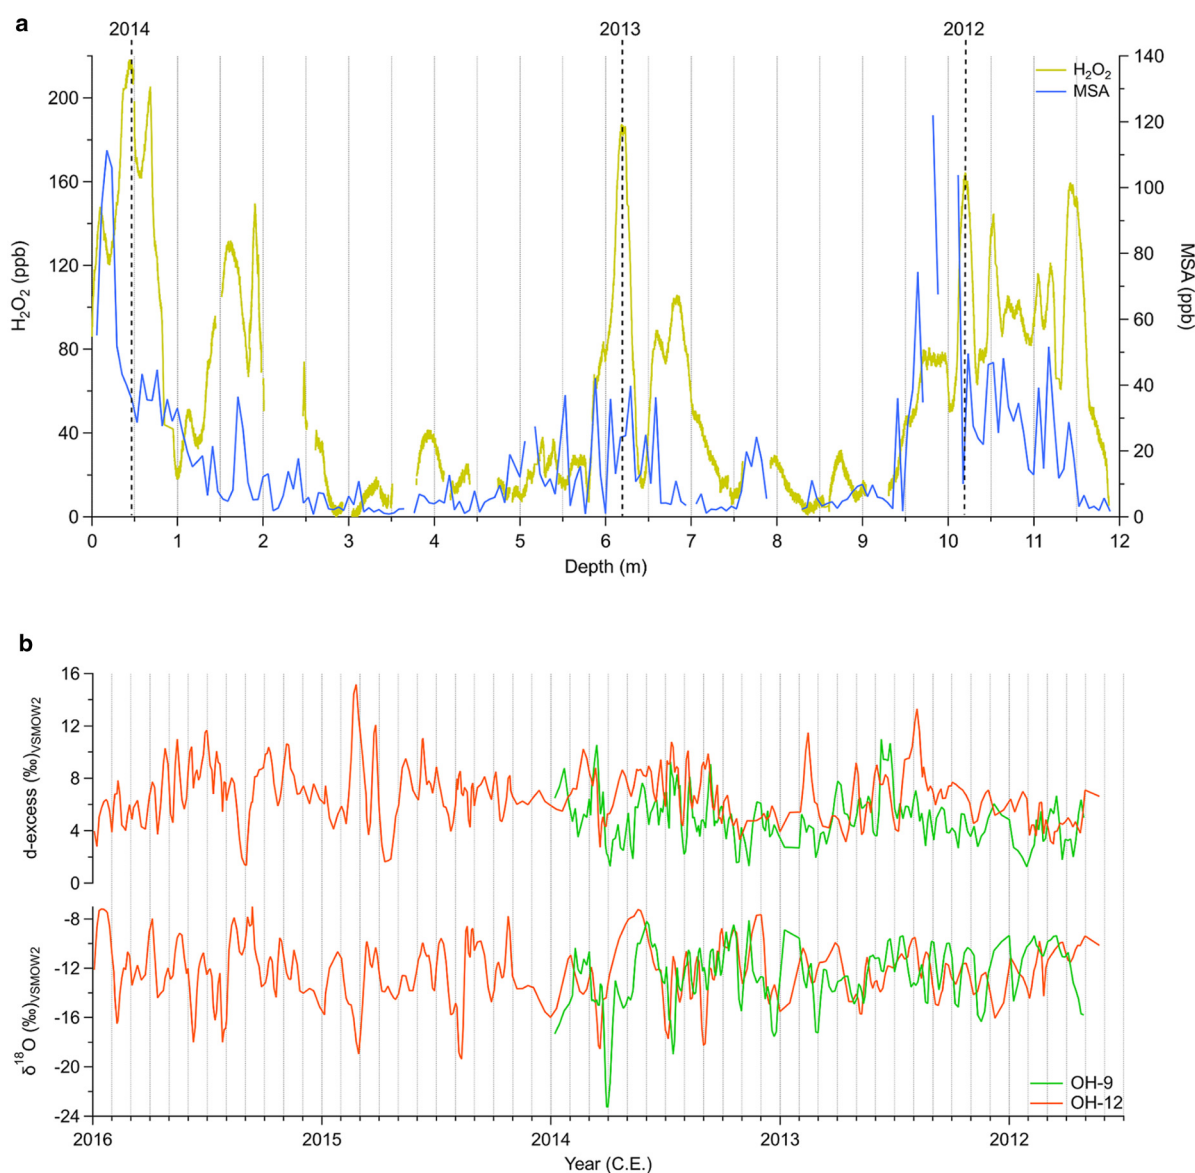 a
2014 2013 2012
H₂O₂
MSA
H₂O₂ (ppb)
200
160
120
80
40
0
MSA (ppb)
140
120
100
80
60
40
20
0
0 1 2 3 4 5 6 7 8 9 10 11 12
Depth (m)
b
d-excess (‰)VSMOW2
16
12
8
4
0
δ¹⁸O (‰)VSMOW2
-8
-12
-16
-20
-24
OH-9
OH-12
2016 2015 2014 2013 2012
Year (C.E.)